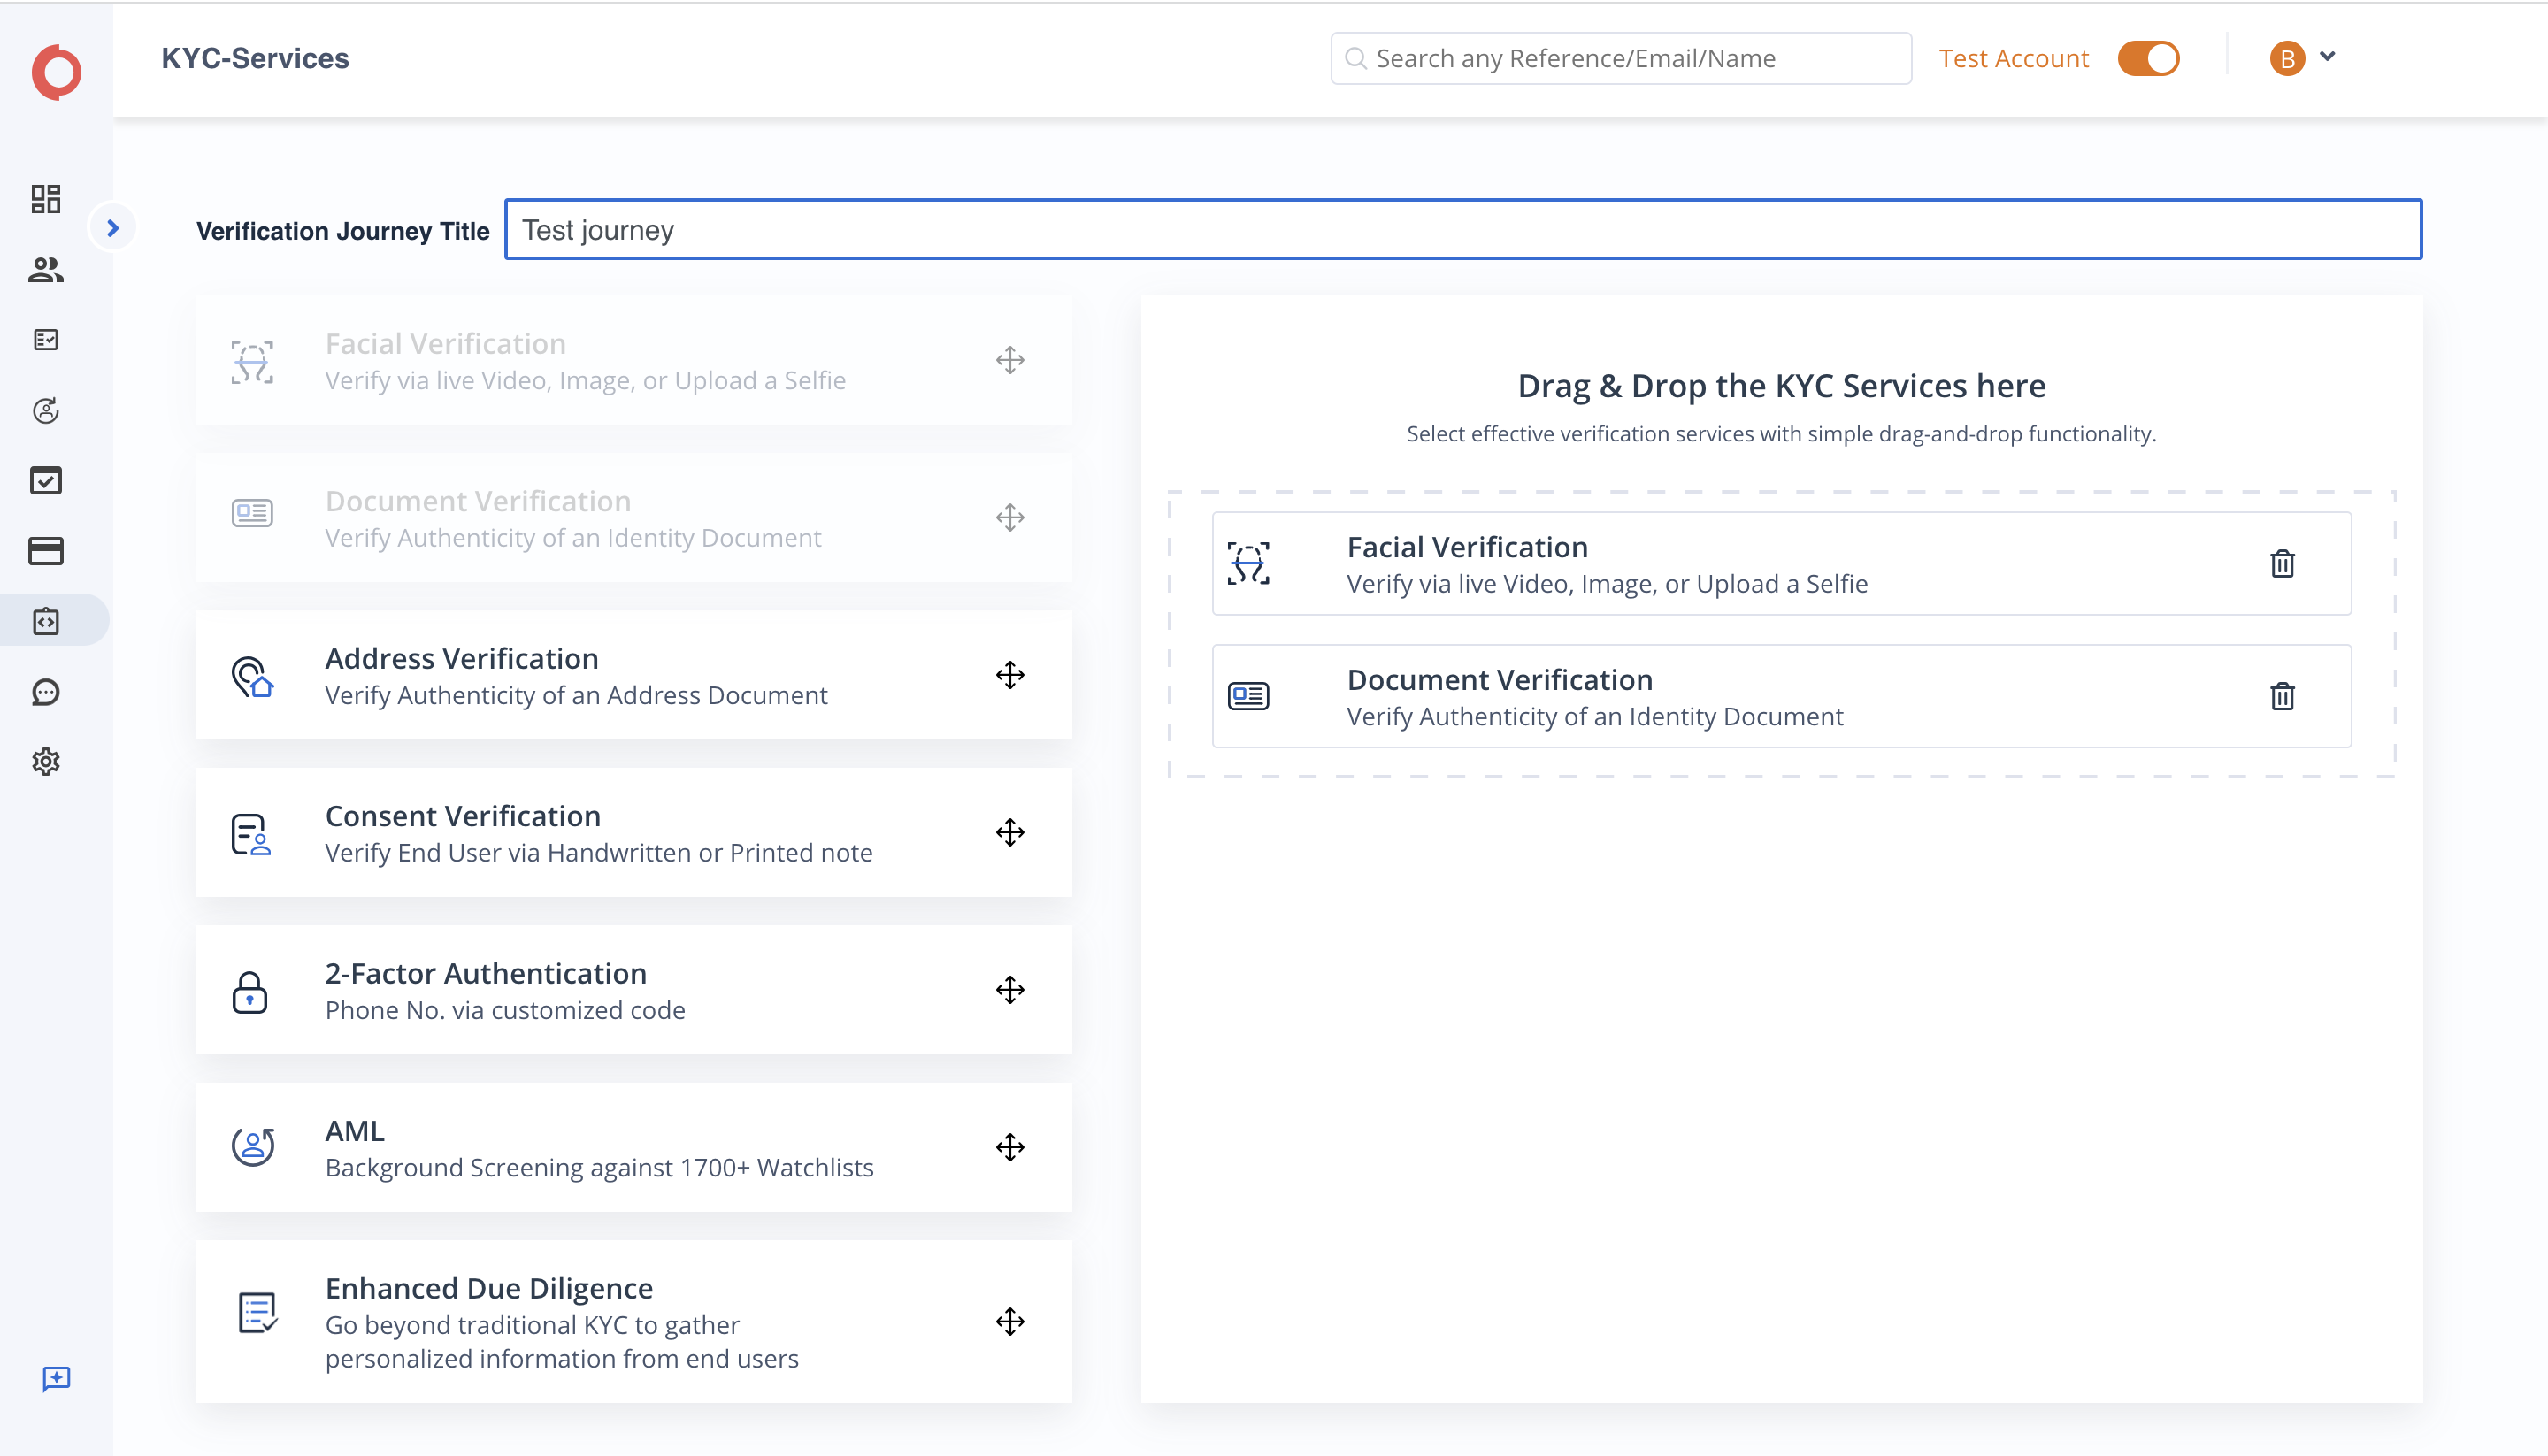 KYC-Services
Search any Reference/Email/Name
Test Account
B
Verification Journey Title
Test journey
Facial Verification
Verify via live Video, Image, or Upload a Selfie
Document Verification
Verify Authenticity of an Identity Document
Address Verification
Verify Authenticity of an Address Document
Consent Verification
Verify End User via Handwritten or Printed note
2-Factor Authentication
Phone No. via customized code
AML
Background Screening against 1700+ Watchlists
Enhanced Due Diligence
Go beyond traditional KYC to gather
personalized information from end users
Drag & Drop the KYC Services here
Select effective verification services with simple drag-and-drop functionality.
Facial Verification
Verify via live Video, Image, or Upload a Selfie
Document Verification
Verify Authenticity of an Identity Document